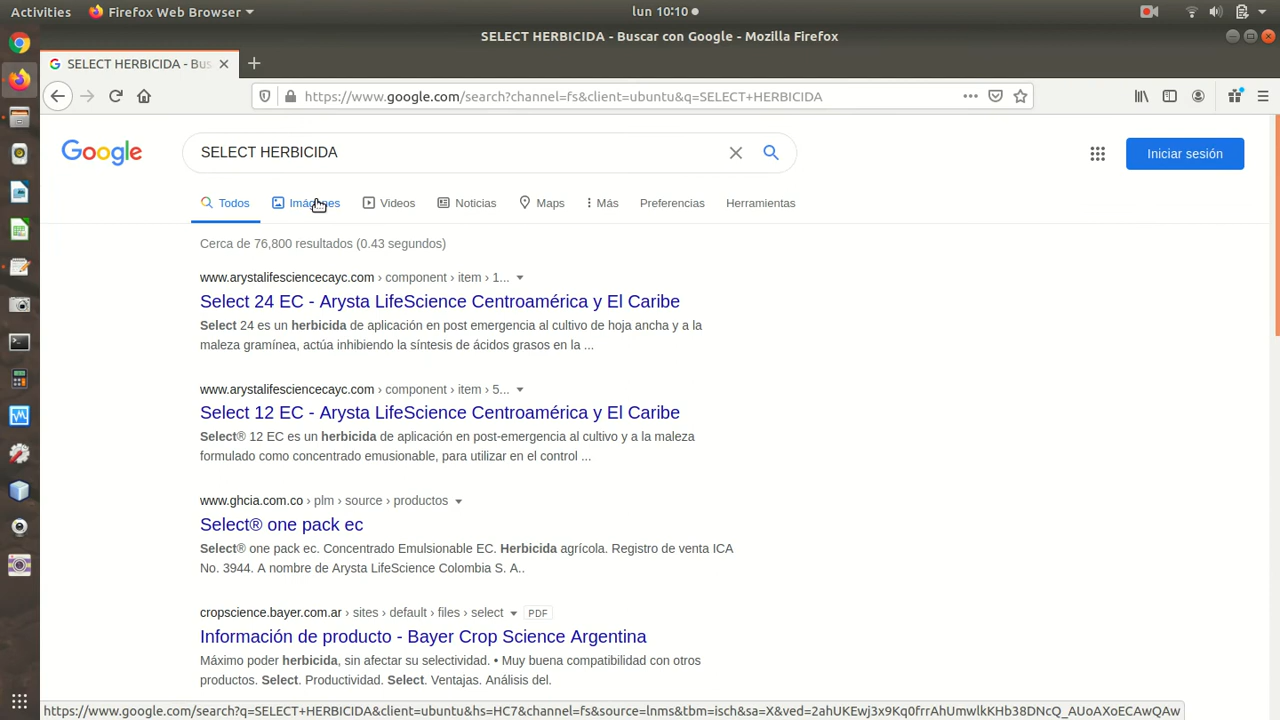 Activities
Firefox Web Browser
lun 10:10
SELECT HERBICIDA - Buscar con Google - Mozilla Firefox
SELECT HERBICIDA - Bus
https://www.google.com/search?channel=fs&client=ubuntu&q=SELECT+HERBICIDA
Google
SELECT HERBICIDA
Iniciar sesión
Todos
Imágenes
Videos
Noticias
Maps
Más
Preferencias
Herramientas
Cerca de 76,800 resultados (0.43 segundos)
www.arystalifesciencecayc.com › component › item › 1...
Select 24 EC - Arysta LifeScience Centroamérica y El Caribe
Select 24 es un herbicida de aplicación en post emergencia al cultivo de hoja ancha y a la
maleza gramínea, actúa inhibiendo la síntesis de ácidos grasos en la ...
www.arystalifesciencecayc.com › component › item › 5...
Select 12 EC - Arysta LifeScience Centroamérica y El Caribe
Select® 12 EC es un herbicida de aplicación en post-emergencia al cultivo y a la maleza
formulado como concentrado emusionable, para utilizar en el control ...
www.ghcia.com.co › plm › source › productos
Select® one pack ec
Select® one pack ec. Concentrado Emulsionable EC. Herbicida agrícola. Registro de venta ICA
No. 3944. A nombre de Arysta LifeScience Colombia S. A..
cropscience.bayer.com.ar › sites › default › files › select PDF
Información de producto - Bayer Crop Science Argentina
Máximo poder herbicida, sin afectar su selectividad. • Muy buena compatibilidad con otros
productos. Select. Productividad. Select. Ventajas. Análisis del.
https://www.google.com/search?q=SELECT+HERBICIDA&client=ubuntu&hs=HC7&channel=fs&source=lnms&tbm=isch&sa=X&ved=2ahUKEwj3x9Kq0frrAhUmwlkKHb38DNcQ_AUoAXoECAwQAw